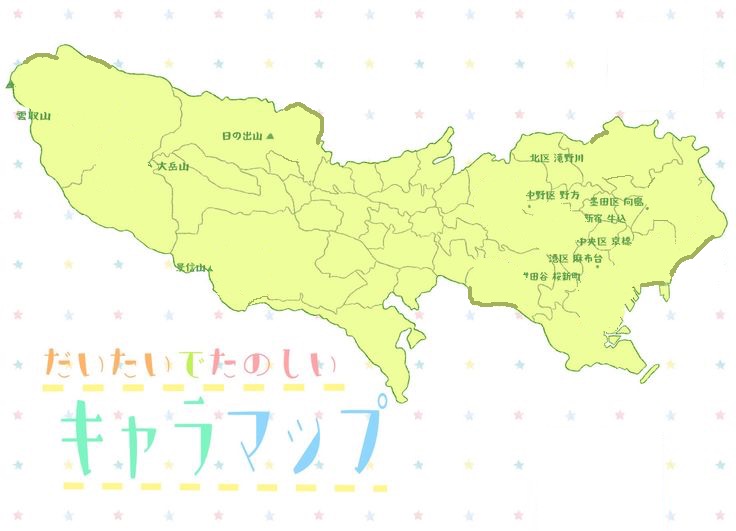 雲取山
日の出山
大岳山
景信山
北区 滝野川
中野区 野方
墨田区 向島
新宿 牛込
中央区 京橋
港区 麻布台
世田谷 桜新町
だいたいでたのしい
キャラマップ